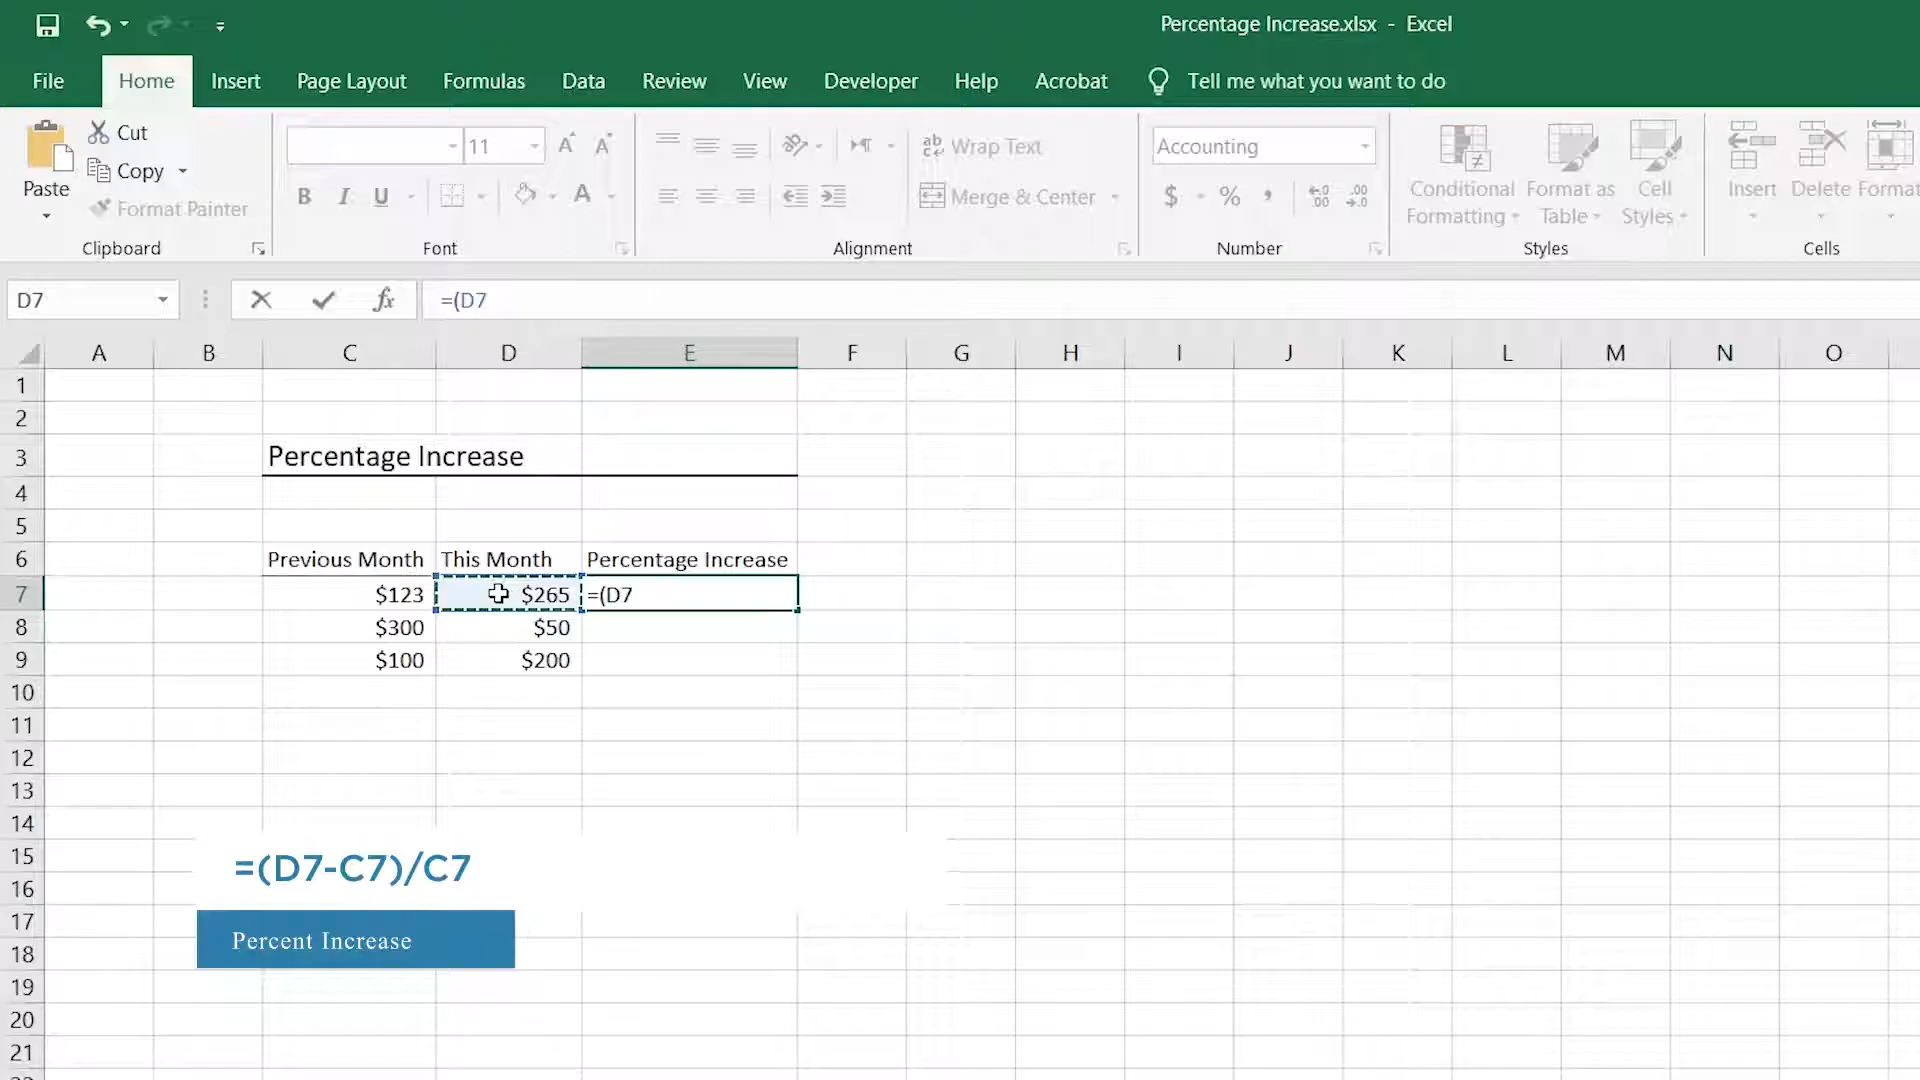 Percentage Increase.xlsx - Excel
File Home Insert Page Layout Formulas Data Review View Developer Help Acrobat Tell me what you want to do
Paste
Cut
Copy
Format Painter
Clipboard
11
A A
B I U A
Font
ab
Wrap Text
Merge & Center
Alignment
Accounting
$ % ,
Number
Conditional Formatting
Format as Table
Cell Styles
Styles
Insert Delete Format
Cells
D7 fx =(D7
A B C D E F G H I J K L M N O
1
2
3 Percentage Increase
4
5
6 Previous Month This Month Percentage Increase
7 $123 $265 =(D7
8 $300 $50
9 $100 $200
10
11
12
13
14
15
=(D7-C7)/C7
16
17
Percent Increase
18
19
20
21